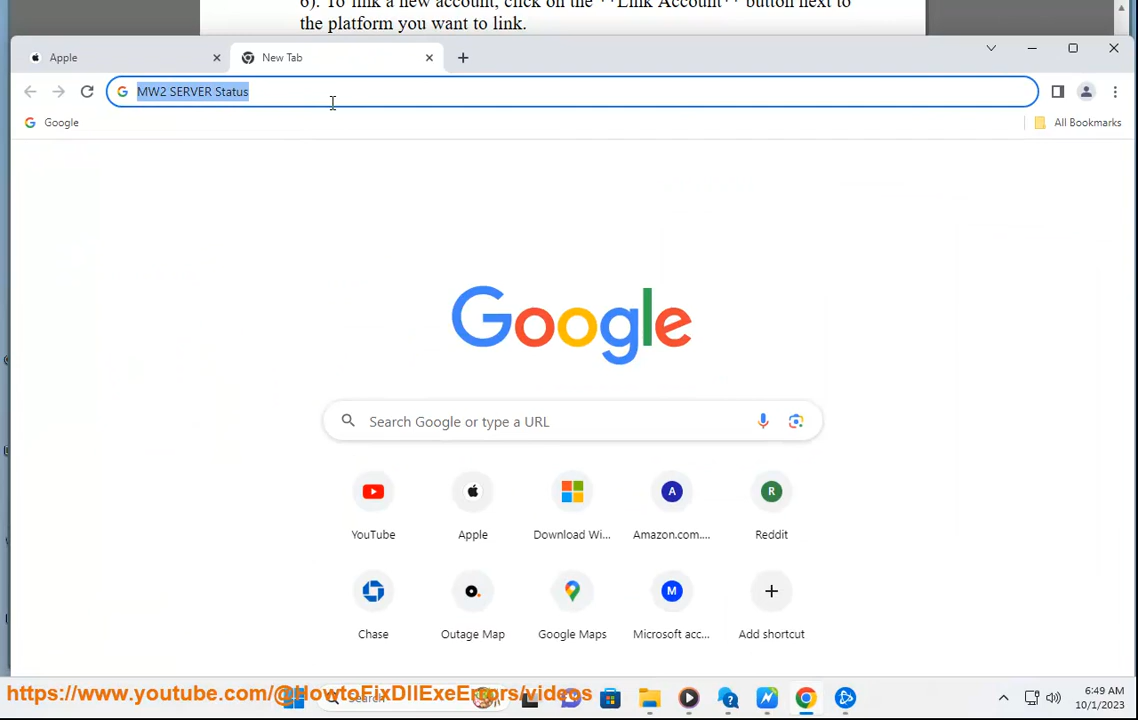 6). To link a new account, click on the **Link Account** button next to
the platform you want to link.
Apple
New Tab
MW2 SERVER Status
Google
All Bookmarks
Google
Search Google or type a URL
YouTube
Apple
Download Wi...
Amazon.com....
Reddit
Chase
Outage Map
Google Maps
Microsoft acc...
Add shortcut
A
R
M
https://www.youtube.com/@HowtoFixDllExeErrors/videos
Search
6:49 AM
10/1/2023